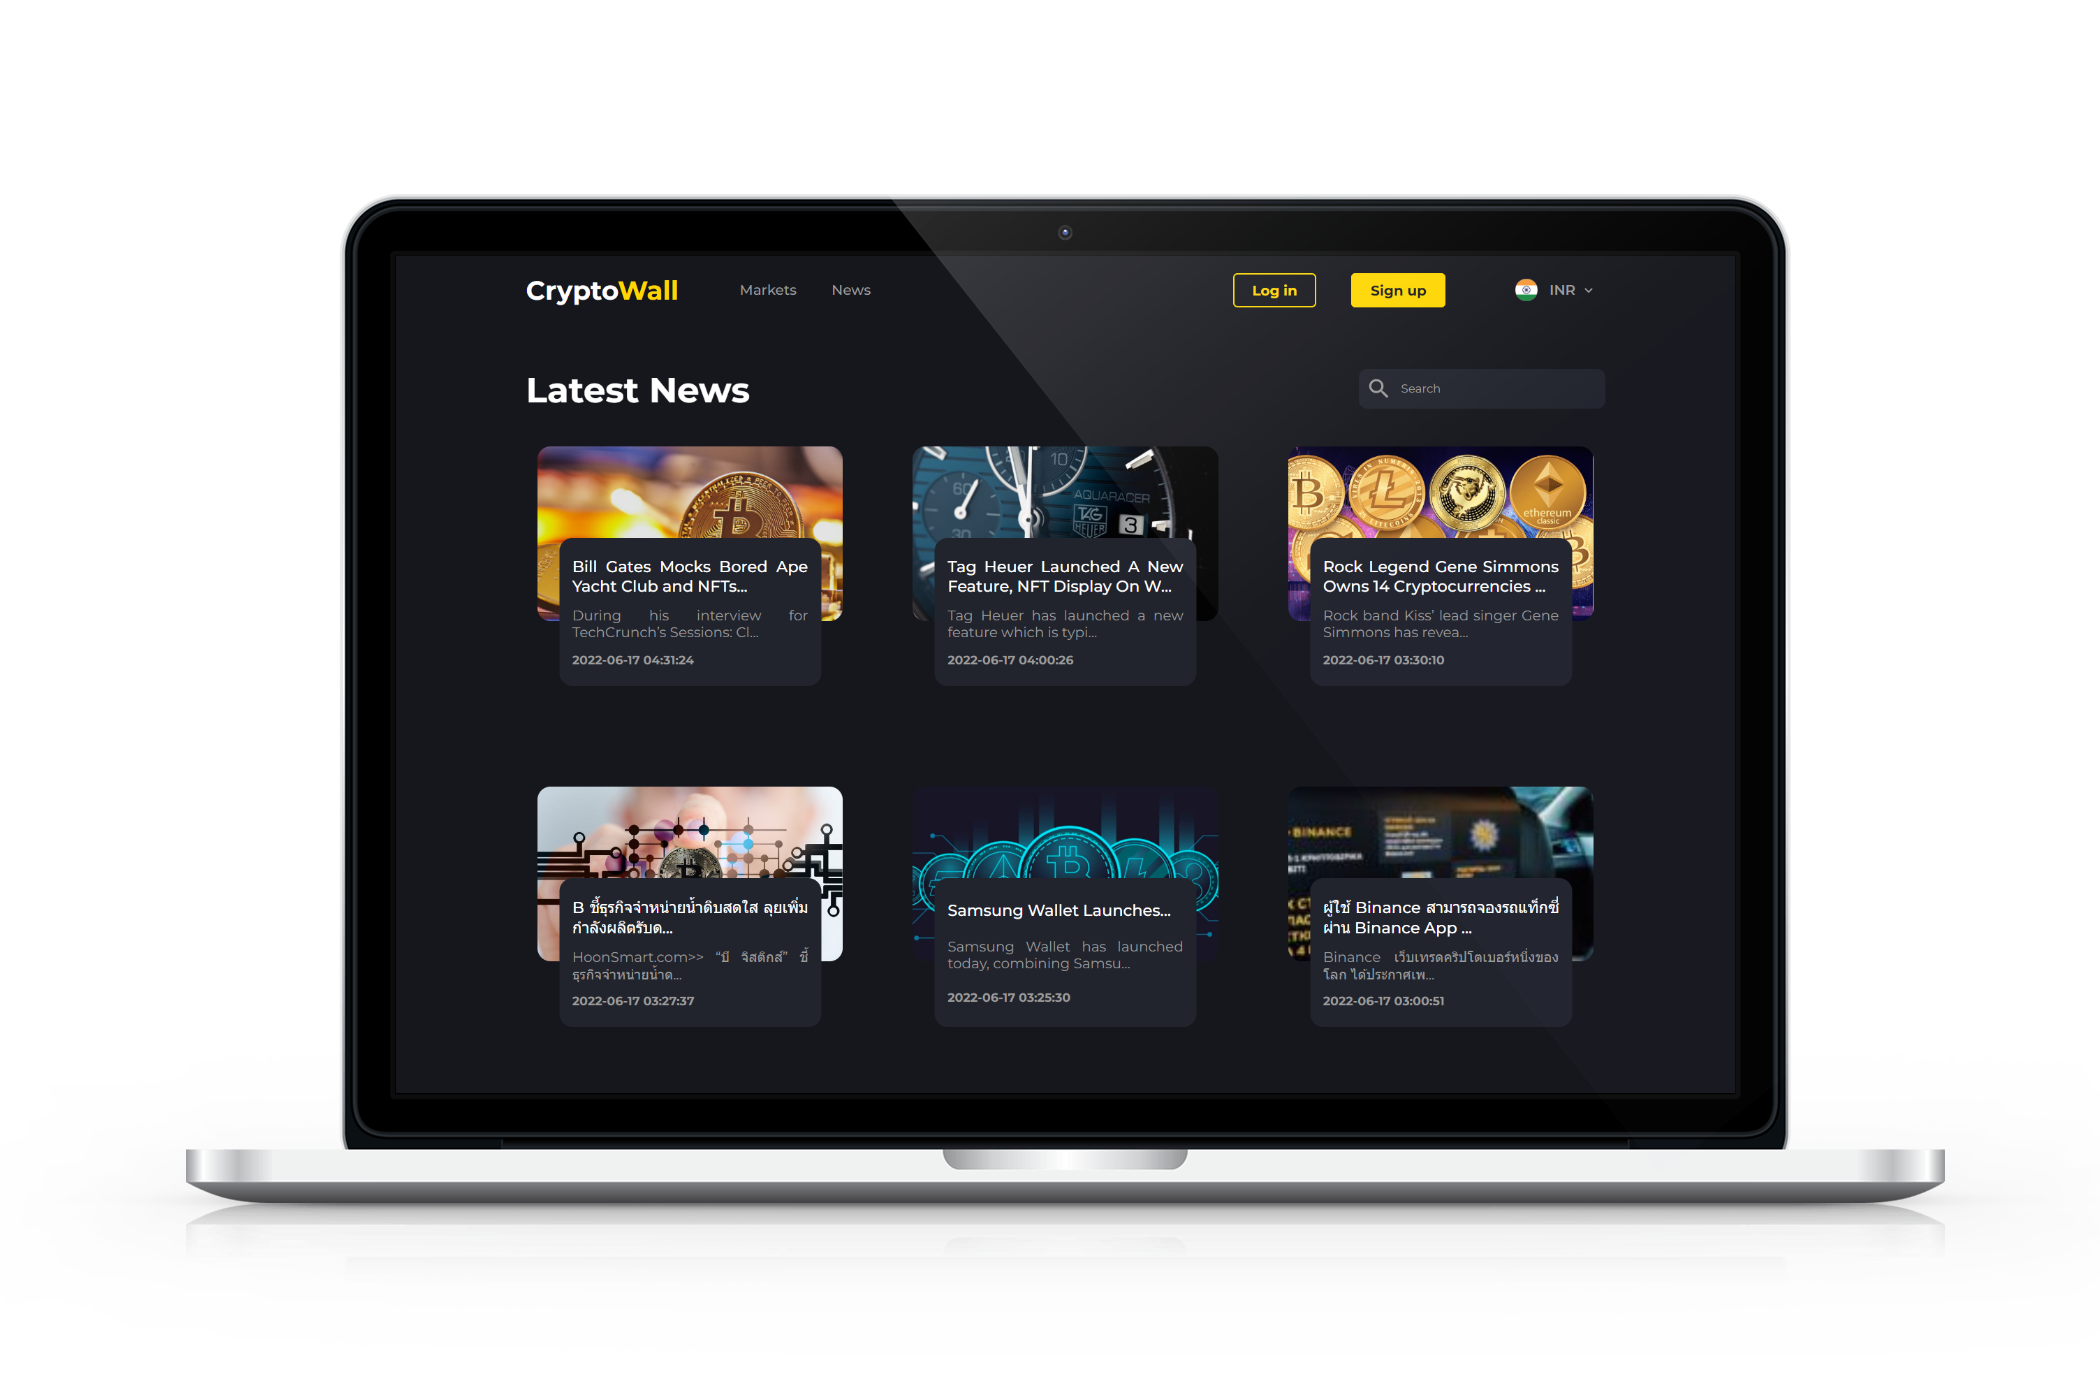 CryptoWall
Markets
News
Log in
Sign up
INR
Latest News
Search
10
60
30
AQUARACER
TAG
HEUER
3
ethereum
classic
Bill Gates Mocks Bored Ape
Yacht Club and NFTs...
During his interview for
TechCrunch’s Sessions: Cl...
2022-06-17 04:31:24
Tag Heuer Launched A New
Feature, NFT Display On W...
Tag Heuer has launched a new
feature which is typi...
2022-06-17 04:00:26
Rock Legend Gene Simmons
Owns 14 Cryptocurrencies ...
Rock band Kiss’ lead singer Gene
Simmons has revea...
2022-06-17 03:30:10
BINANCE
B ชี้ธุรกิจจำหน่ายน้ำดิบสดใส ลุยเพิ่ม
กำลังผลิตรับด...
HoonSmart.com>> “บี จิสติกส์” ชี้
ธุรกิจจำหน่ายน้ำด...
2022-06-17 03:27:37
Samsung Wallet Launches...
Samsung Wallet has launched
today, combining Samsu...
2022-06-17 03:25:30
ผู้ใช้ Binance สามารถจองรถแท็กซี่
ผ่าน Binance App ...
Binance เว็บเทรดคริปโตเบอร์หนึ่งของ
โลก ได้ประกาศเพ...
2022-06-17 03:00:51